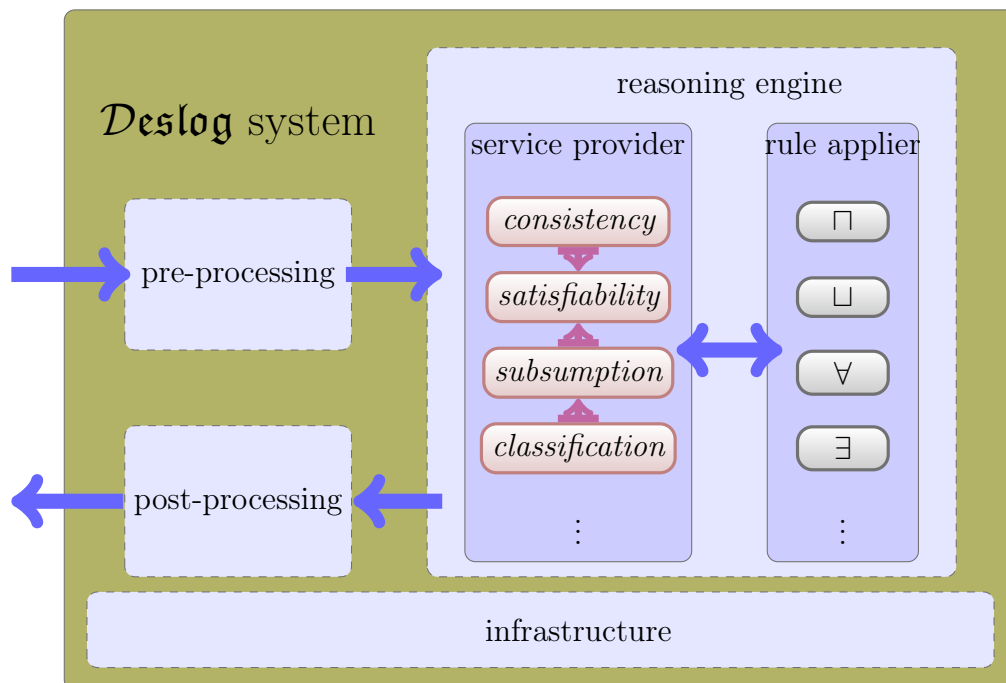 reasoning engine
𝒟𝖊𝖘𝖑𝖔𝖌 system
service provider
rule applier
consistency
⊓
pre-processing
satisfiability
⊓
subsumption
∀
classification
∃
post-processing
⋮
⋮
infrastructure